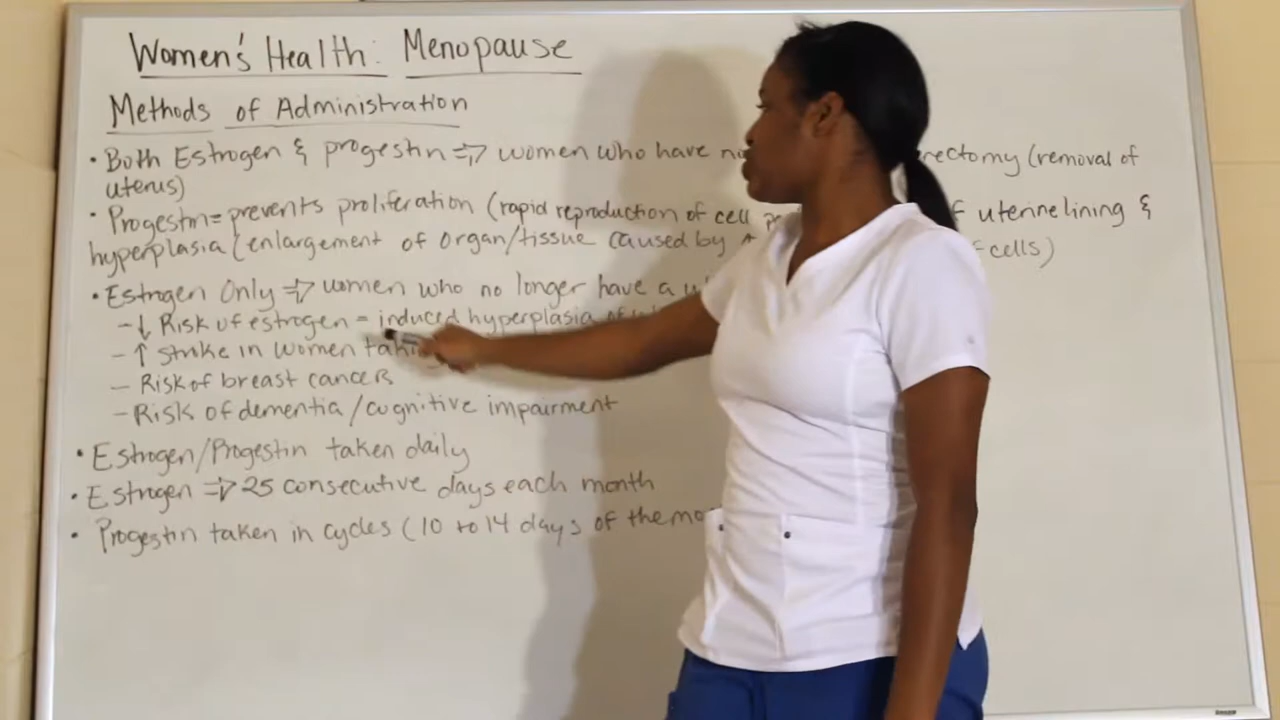 Women's Health: Menopause
Methods of Administration
• Both Estrogen & progestin => women who have no rectomy (removal of
uterus)
• Progestin = prevents proliferation (rapid reproduction of cell f uterine lining &
hyperplasia (enlargement of organ/tissue caused by ↑ cells)
• Estrogen Only => women who no longer have a
- ↓ Risk of estrogen = induced hyperplasia of
- ↑ strike in women takin
- Risk of breast cancer
- Risk of dementia/cognitive impairment
• Estrogen/Progestin taken daily
• Estrogen => 25 consecutive days each month
• Progestin taken in cycles (10 to 14 days of the mo